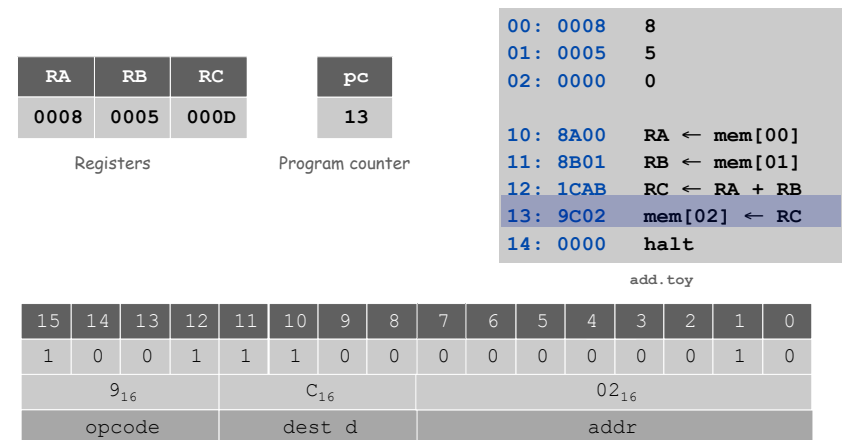 RA RB RC
0008 0005 000D
Registers
pc
13
Program counter
00: 0008 8
01: 0005 5
02: 0000 0
10: 8A00 RA ← mem[00]
11: 8B01 RB ← mem[01]
12: 1CAB RC ← RA + RB
13: 9C02 mem[02] ← RC
14: 0000 halt
add.toy
15 14 13 12 11 10 9 8 7 6 5 4 3 2 1 0
1 0 0 1 1 1 0 0 0 0 0 0 0 0 1 0
9₁₆ C₁₆ 02₁₆
opcode dest d addr